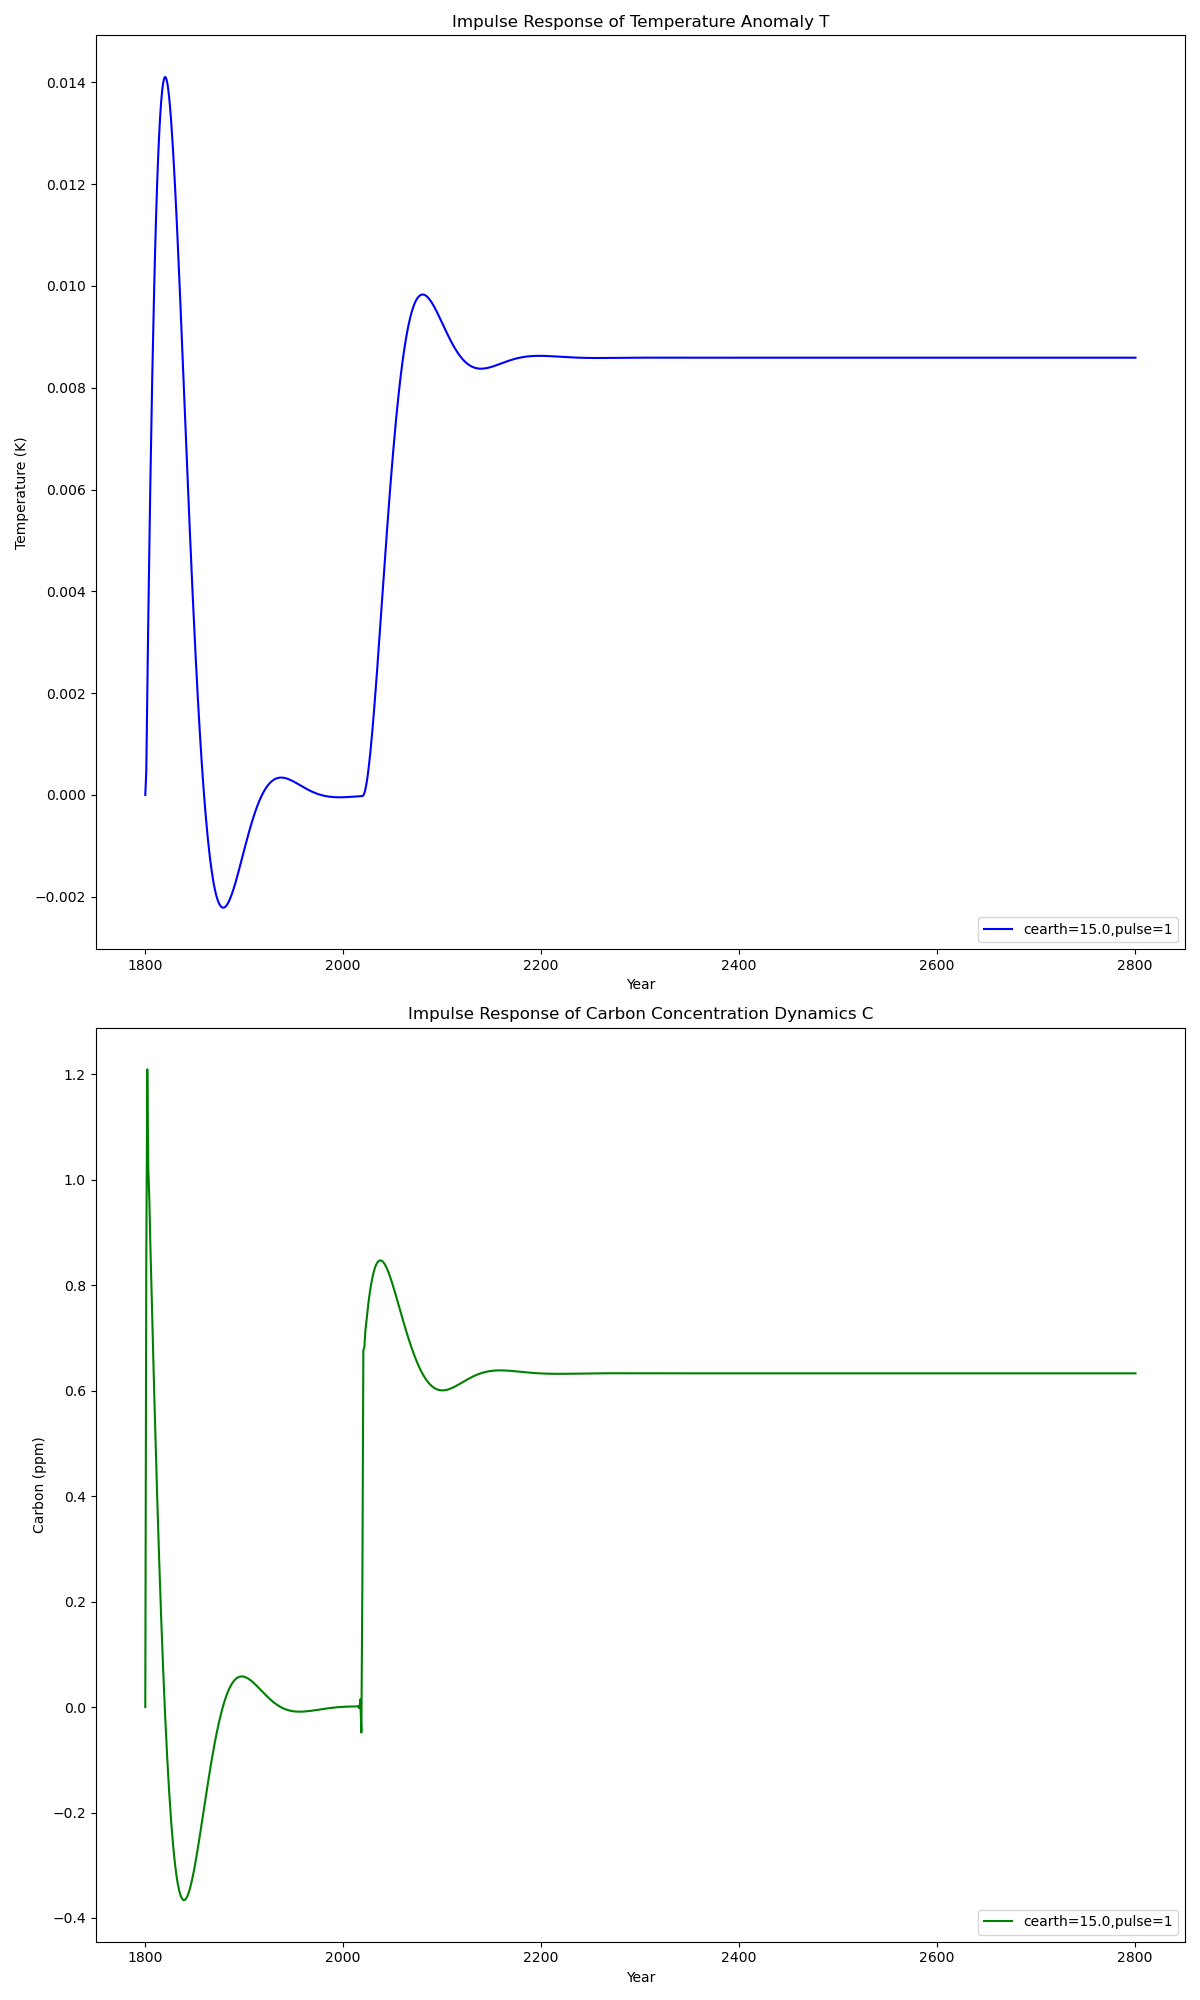 Impulse Response of Temperature Anomaly T
0.014
0.012
0.010
0.008
0.006
0.004
0.002
0.000
−0.002
Temperature (K)
cearth=15.0,pulse=1
1800 2000 2200 2400 2600 2800
Year
Impulse Response of Carbon Concentration Dynamics C
1.2
1.0
0.8
0.6
0.4
0.2
0.0
−0.2
−0.4
Carbon (ppm)
cearth=15.0,pulse=1
1800 2000 2200 2400 2600 2800
Year